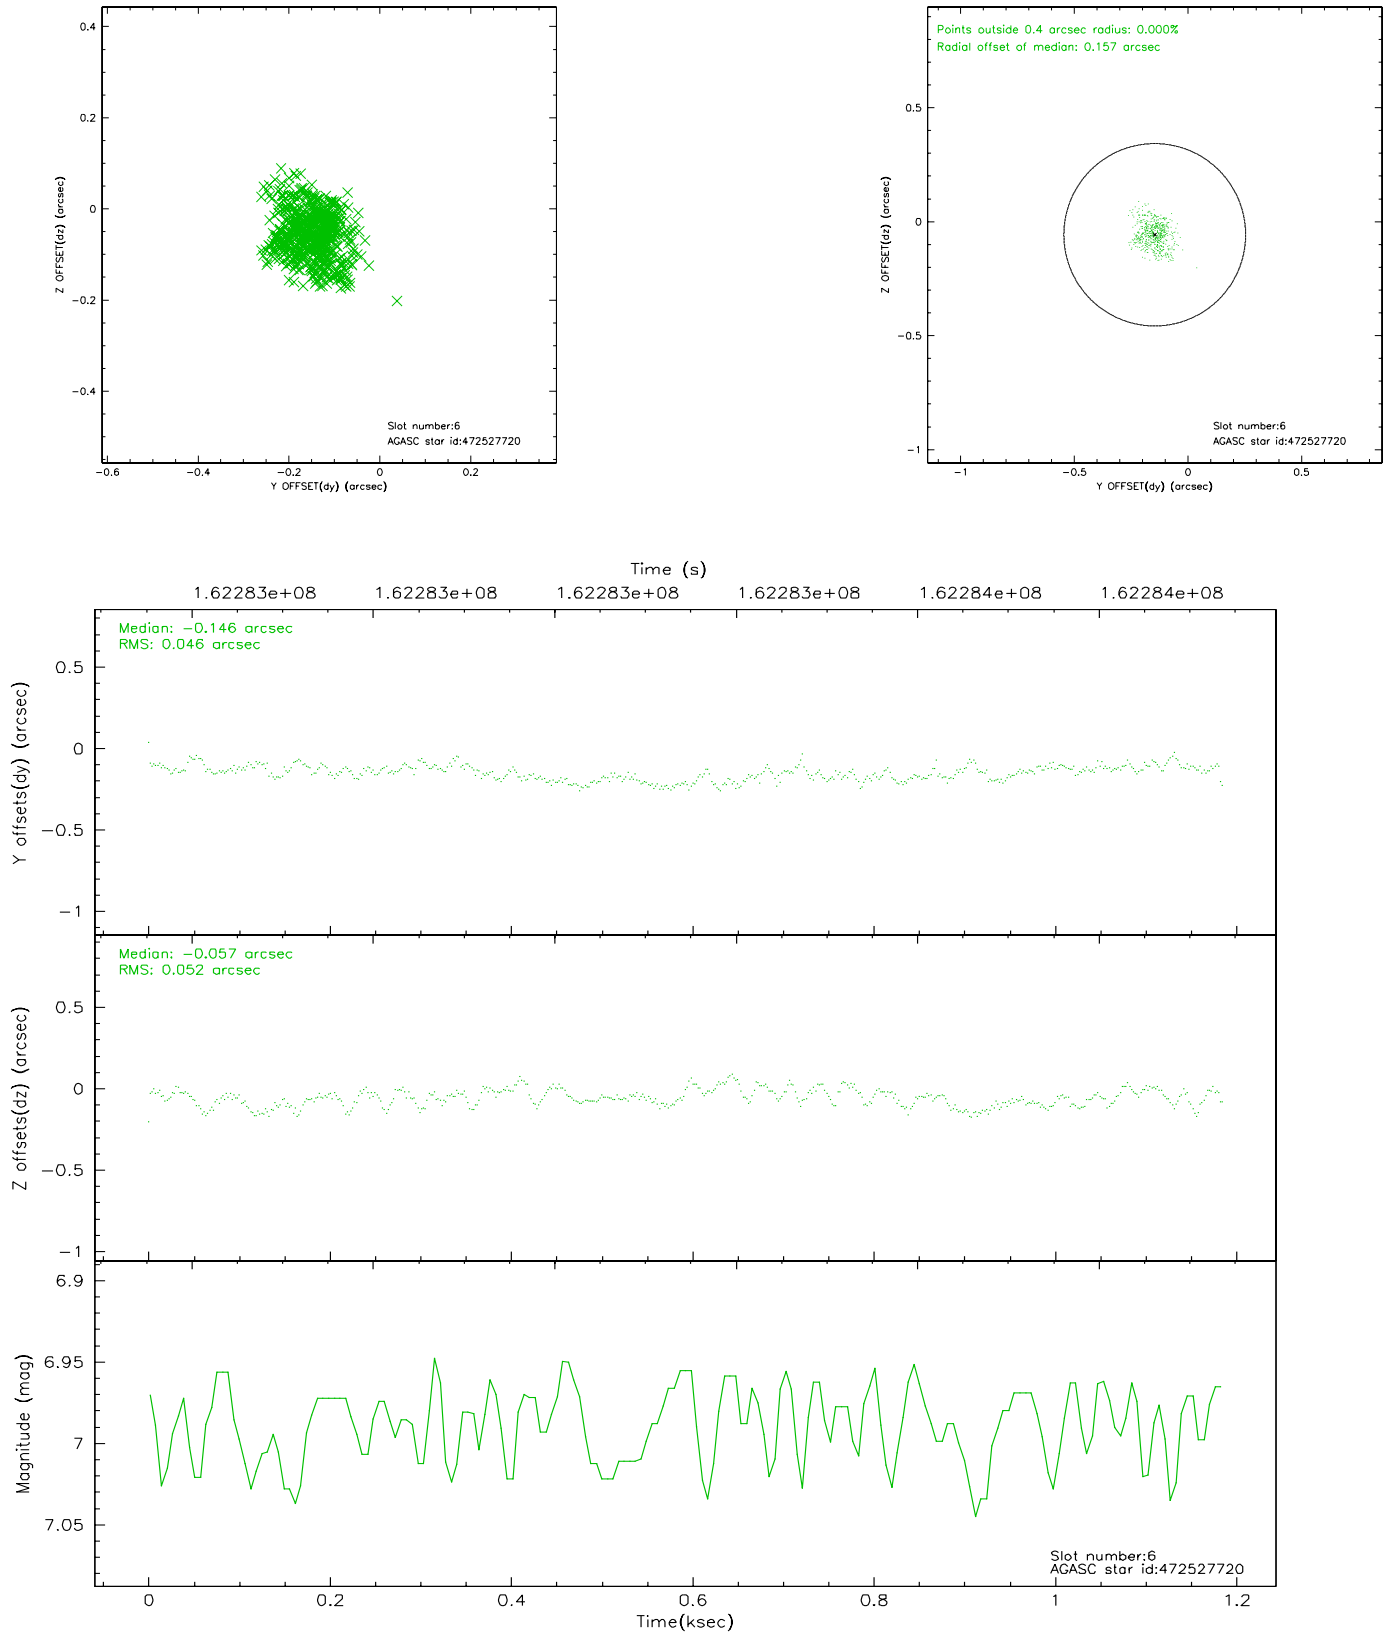 0.4
0.2
0
−0.2
−0.4
Z OFFSET(dz) (arcsec)
−0.6
−0.4
−0.2
0
0.2
Y OFFSET(dy) (arcsec)
Slot number:6
AGASC star id:472527720
Points outside 0.4 arcsec radius: 0.000%
Radial offset of median: 0.157 arcsec
0.5
0
−0.5
−1
Z OFFSET(dz) (arcsec)
−1
−0.5
0
0.5
Y OFFSET(dy) (arcsec)
Slot number:6
AGASC star id:472527720
Time (s)
1.62283e+08
1.62283e+08
1.62283e+08
1.62283e+08
1.62284e+08
1.62284e+08
Median: −0.146 arcsec
RMS: 0.046 arcsec
0.5
0
−0.5
−1
Y offsets(dy) (arcsec)
Median: −0.057 arcsec
RMS: 0.052 arcsec
0.5
0
−0.5
−1
Z offsets(dz) (arcsec)
6.9
6.95
7
7.05
Magnitude (mag)
Slot number:6
AGASC star id:472527720
0
0.2
0.4
0.6
0.8
1
1.2
Time(ksec)